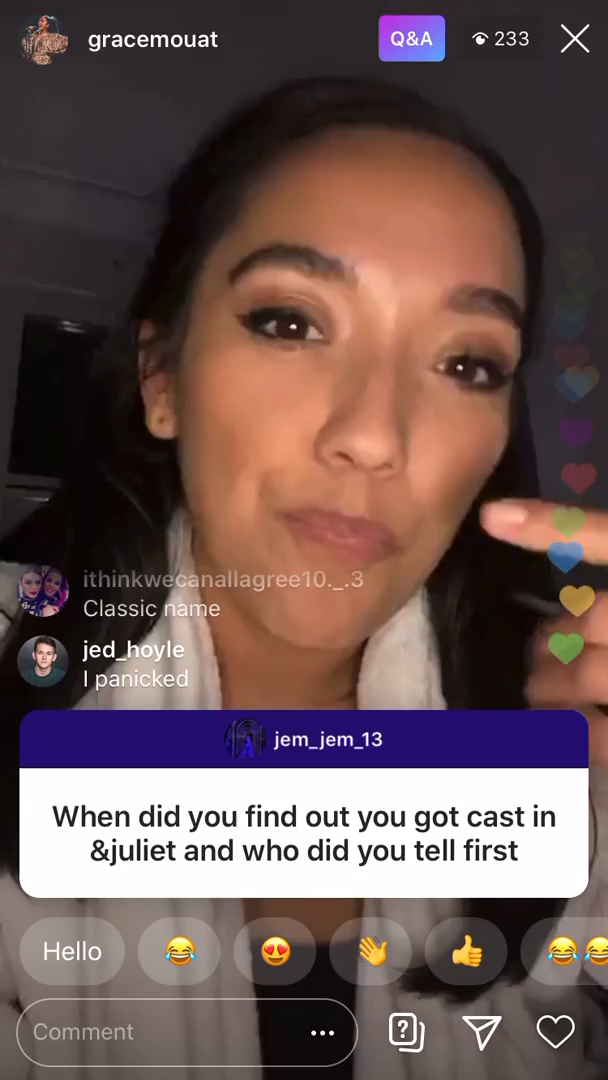 gracemouat
Q&A
233
ithinkwecanallagree10._.3
Classic name
jed_hoyle
I panicked
jem_jem_13
When did you find out you got cast in
&juliet and who did you tell first
Hello
Comment